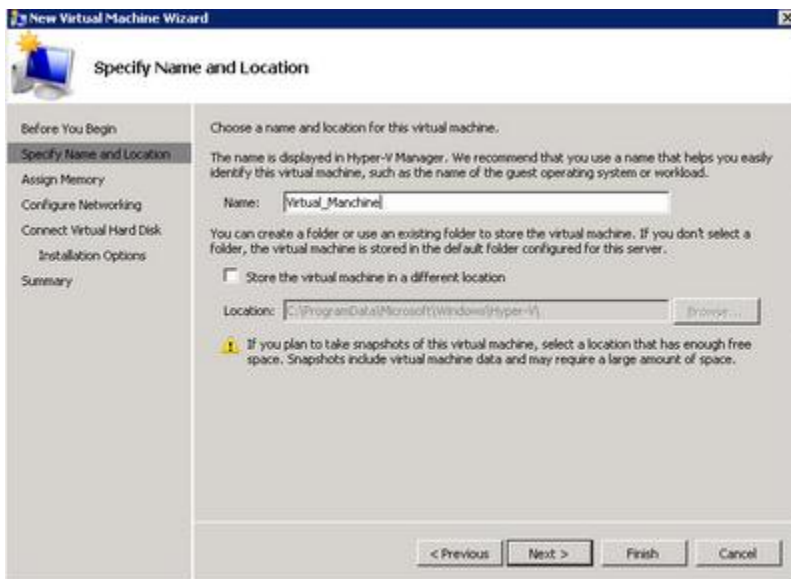 New Virtual Machine Wizard
Specify Name and Location
Before You Begin
Specify Name and Location
Assign Memory
Configure Networking
Connect Virtual Hard Disk
Installation Options
Summary
Choose a name and location for this virtual machine.
The name is displayed in Hyper-V Manager. We recommend that you use a name that helps you easily
identify this virtual machine, such as the name of the guest operating system or workload.
Name: Virtual_Manchine
You can create a folder or use an existing folder to store the virtual machine. If you don't select a
folder, the virtual machine is stored in the default folder configured for this server.
Store the virtual machine in a different location
Location: C:\ProgramData\Microsoft\Windows\Hyper-V\ Browse...
If you plan to take snapshots of this virtual machine, select a location that has enough free
space. Snapshots include virtual machine data and may require a large amount of space.
< Previous Next > Finish Cancel